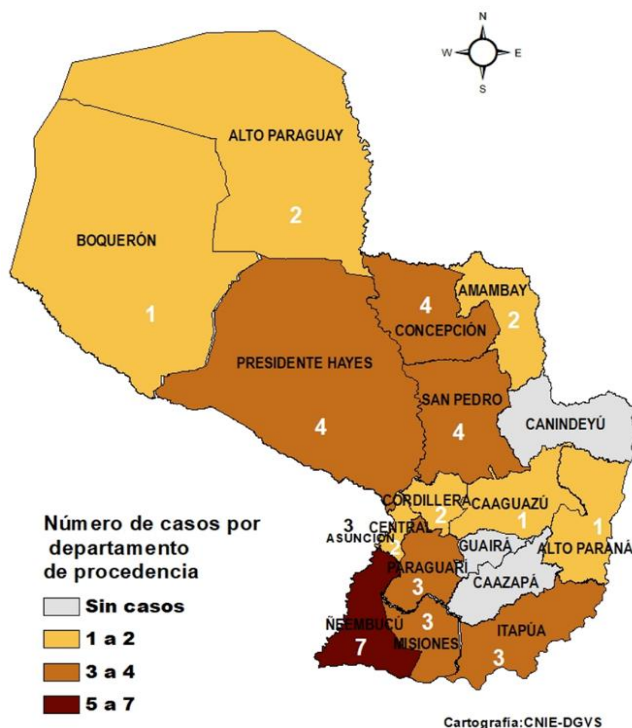 N
W E
S
ALTO PARAGUAY
2
BOQUERÓN
1
AMAMBAY
2
4
CONCEPCIÓN
PRESIDENTE HAYES
4
SAN PEDRO
4
CANINDEYÚ
CORDILLERA
2
CAAGUAZÚ
1
1
ALTO PARANÁ
3
ASUNCIÓN
CENTRAL
2
GUAIRÁ
PARAGUARÍ
3
CAAZAPÁ
ÑEEMBUCÚ
7
3
MISIONES
ITAPÚA
3
Número de casos por
departamento
de procedencia
Sin casos
1 a 2
3 a 4
5 a 7
Cartografía:CNIE-DGVS